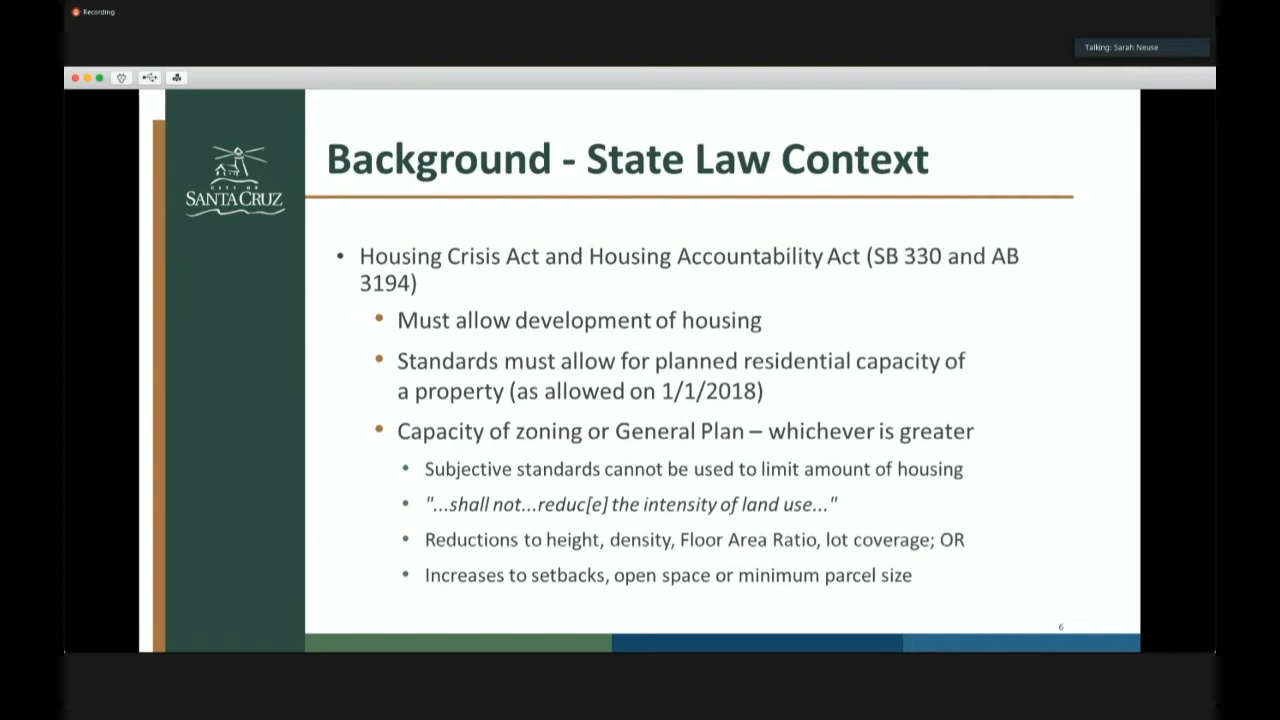 Recording
Talking: Sarah Neuse
CITY OF
SANTA CRUZ
Background - State Law Context
• Housing Crisis Act and Housing Accountability Act (SB 330 and AB
3194)
• Must allow development of housing
• Standards must allow for planned residential capacity of
a property (as allowed on 1/1/2018)
• Capacity of zoning or General Plan – whichever is greater
• Subjective standards cannot be used to limit amount of housing
• "...shall not...reduc[e] the intensity of land use..."
• Reductions to height, density, Floor Area Ratio, lot coverage; OR
• Increases to setbacks, open space or minimum parcel size
6